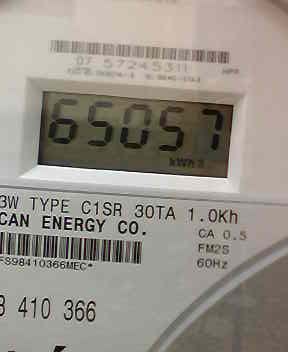 07 57245311
65057
kWh
3W TYPE C1SR 30TA 1.0Kh
CAN ENERGY CO.
CA 0.5
FM2S
60Hz
FS98410366MEC*
8 410 366